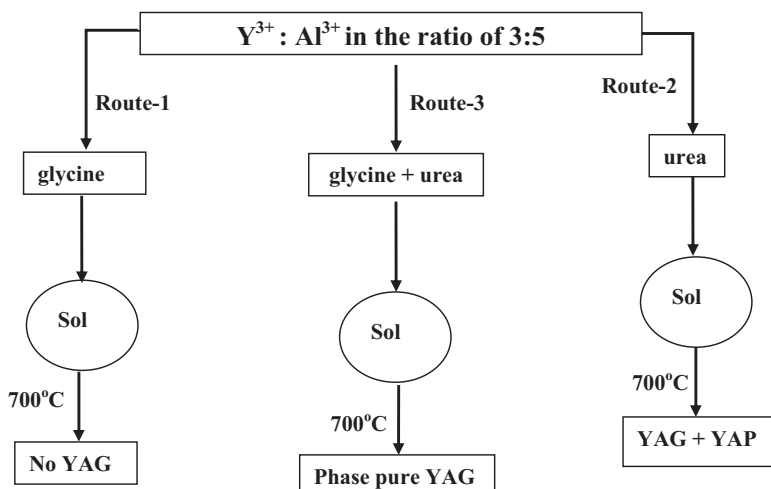 Y³⁺ : Al³⁺ in the ratio of 3:5
Route-1
Route-3
Route-2
glycine
glycine + urea
urea
Sol
Sol
Sol
700°C
700°C
700°C
No YAG
Phase pure YAG
YAG + YAP